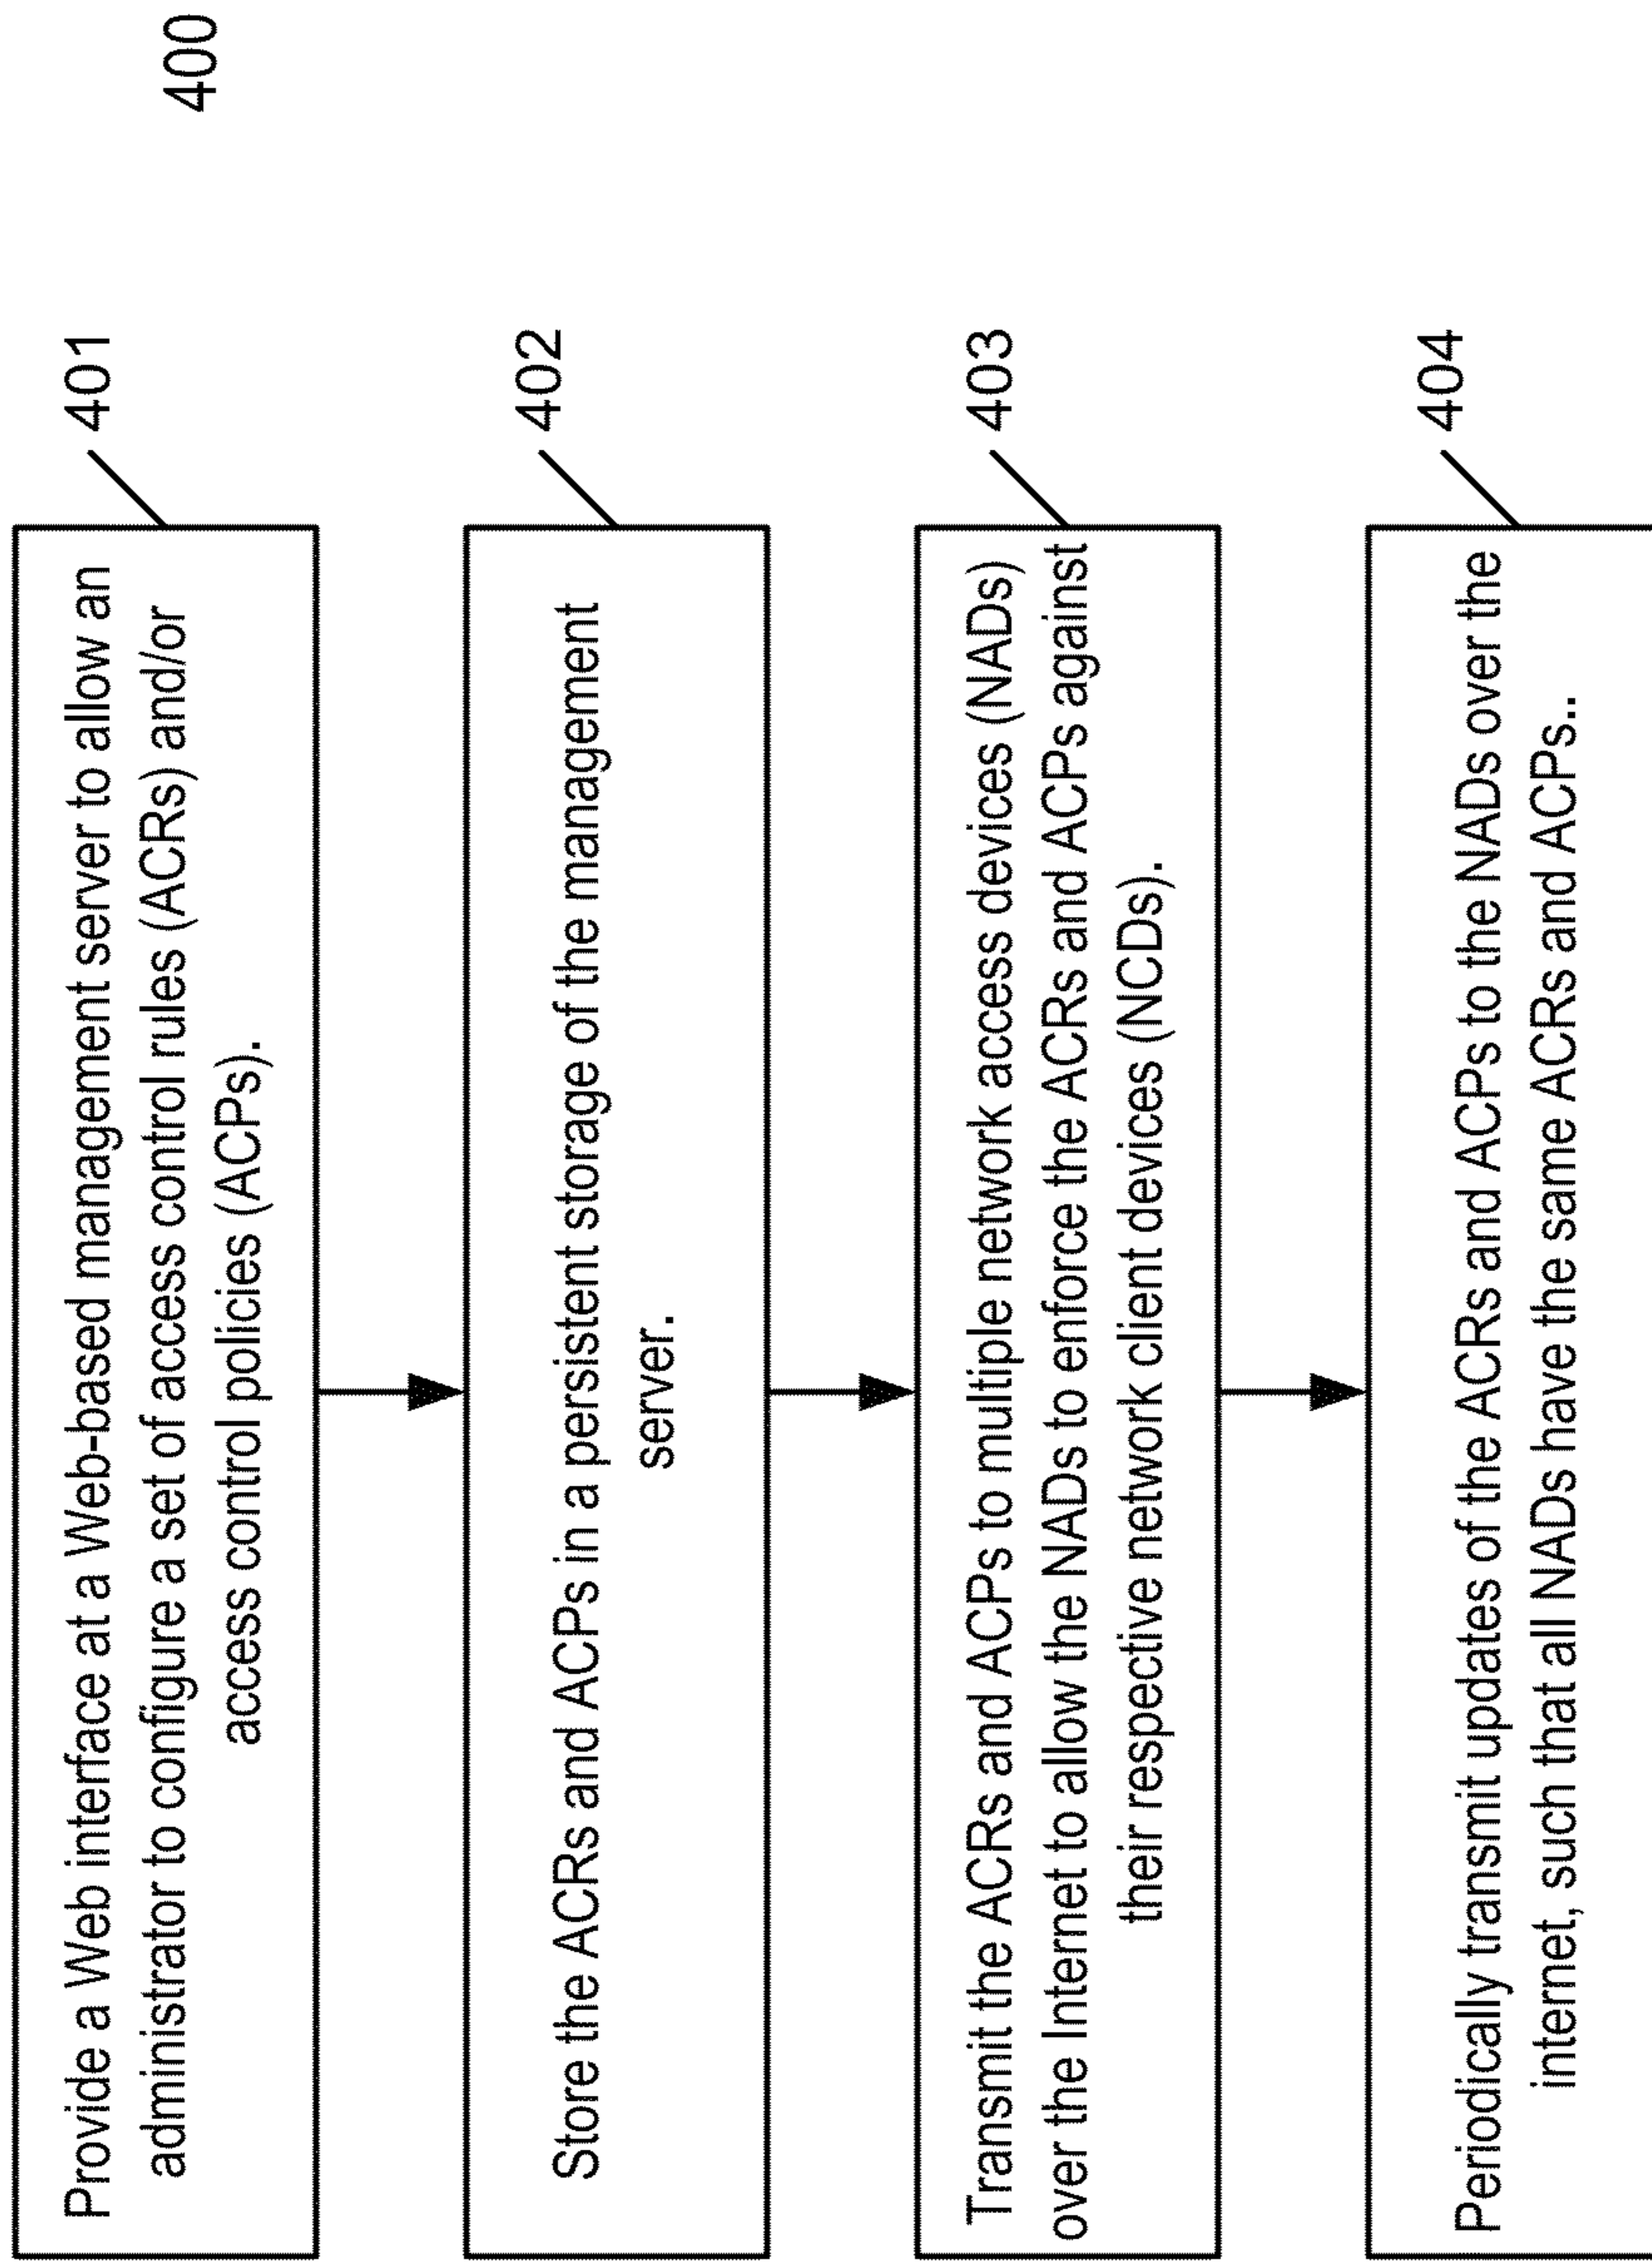 400
Provide a Web interface at a Web-based management server to allow an
administrator to configure a set of access control rules (ACRs) and/or
access control policies (ACPs).
401
Store the ACRs and ACPs in a persistent storage of the management
server.
402
Transmit the ACRs and ACPs to multiple network access devices (NADs)
over the Internet to allow the NADs to enforce the ACRs and ACPs against
their respective network client devices (NCDs).
403
Periodically transmit updates of the ACRs and ACPs to the NADs over the
internet, such that all NADs have the same ACRs and ACPs..
404